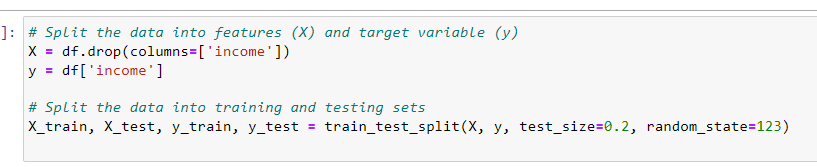 ]: # Split the data into features (X) and target variable (y)
X = df.drop(columns=['income'])
y = df['income']
# Split the data into training and testing sets
X_train, X_test, y_train, y_test = train_test_split(X, y, test_size=0.2, random_state=123)